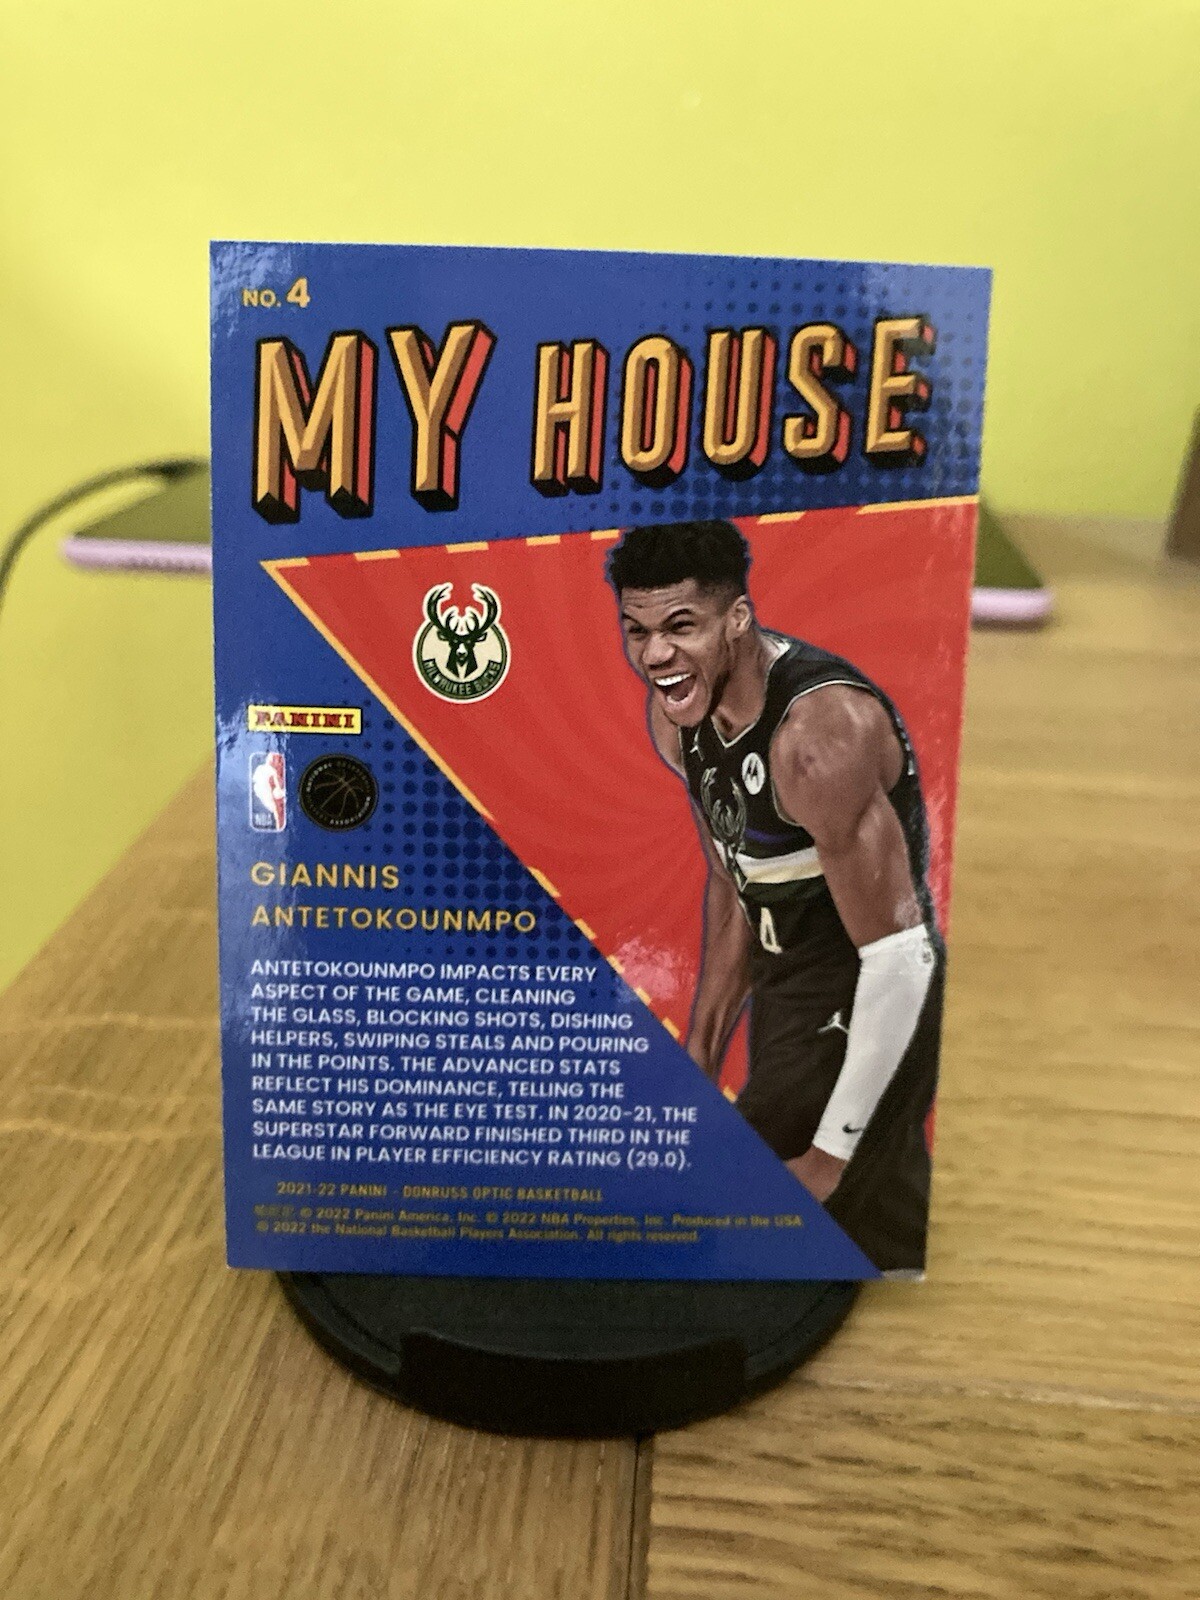 NO. 4
MY HOUSE
MILWAUKEE BUCKS
PANINI
NBA
GIANNIS
ANTETOKOUNMPO
ANTETOKOUNMPO IMPACTS EVERY
ASPECT OF THE GAME, CLEANING
THE GLASS, BLOCKING SHOTS, DISHING
HELPERS, SWIPING STEALS AND POURING
IN THE POINTS. THE ADVANCED STATS
REFLECT HIS DOMINANCE, TELLING THE
SAME STORY AS THE EYE TEST. IN 2020-21, THE
SUPERSTAR FORWARD FINISHED THIRD IN THE
LEAGUE IN PLAYER EFFICIENCY RATING (29.0).
2021-22 PANINI - DONRUSS OPTIC BASKETBALL
© 2022 Panini America, Inc. © 2022 NBA Properties, Inc. Produced in the USA
© 2022 the National Basketball Players Association. All rights reserved.